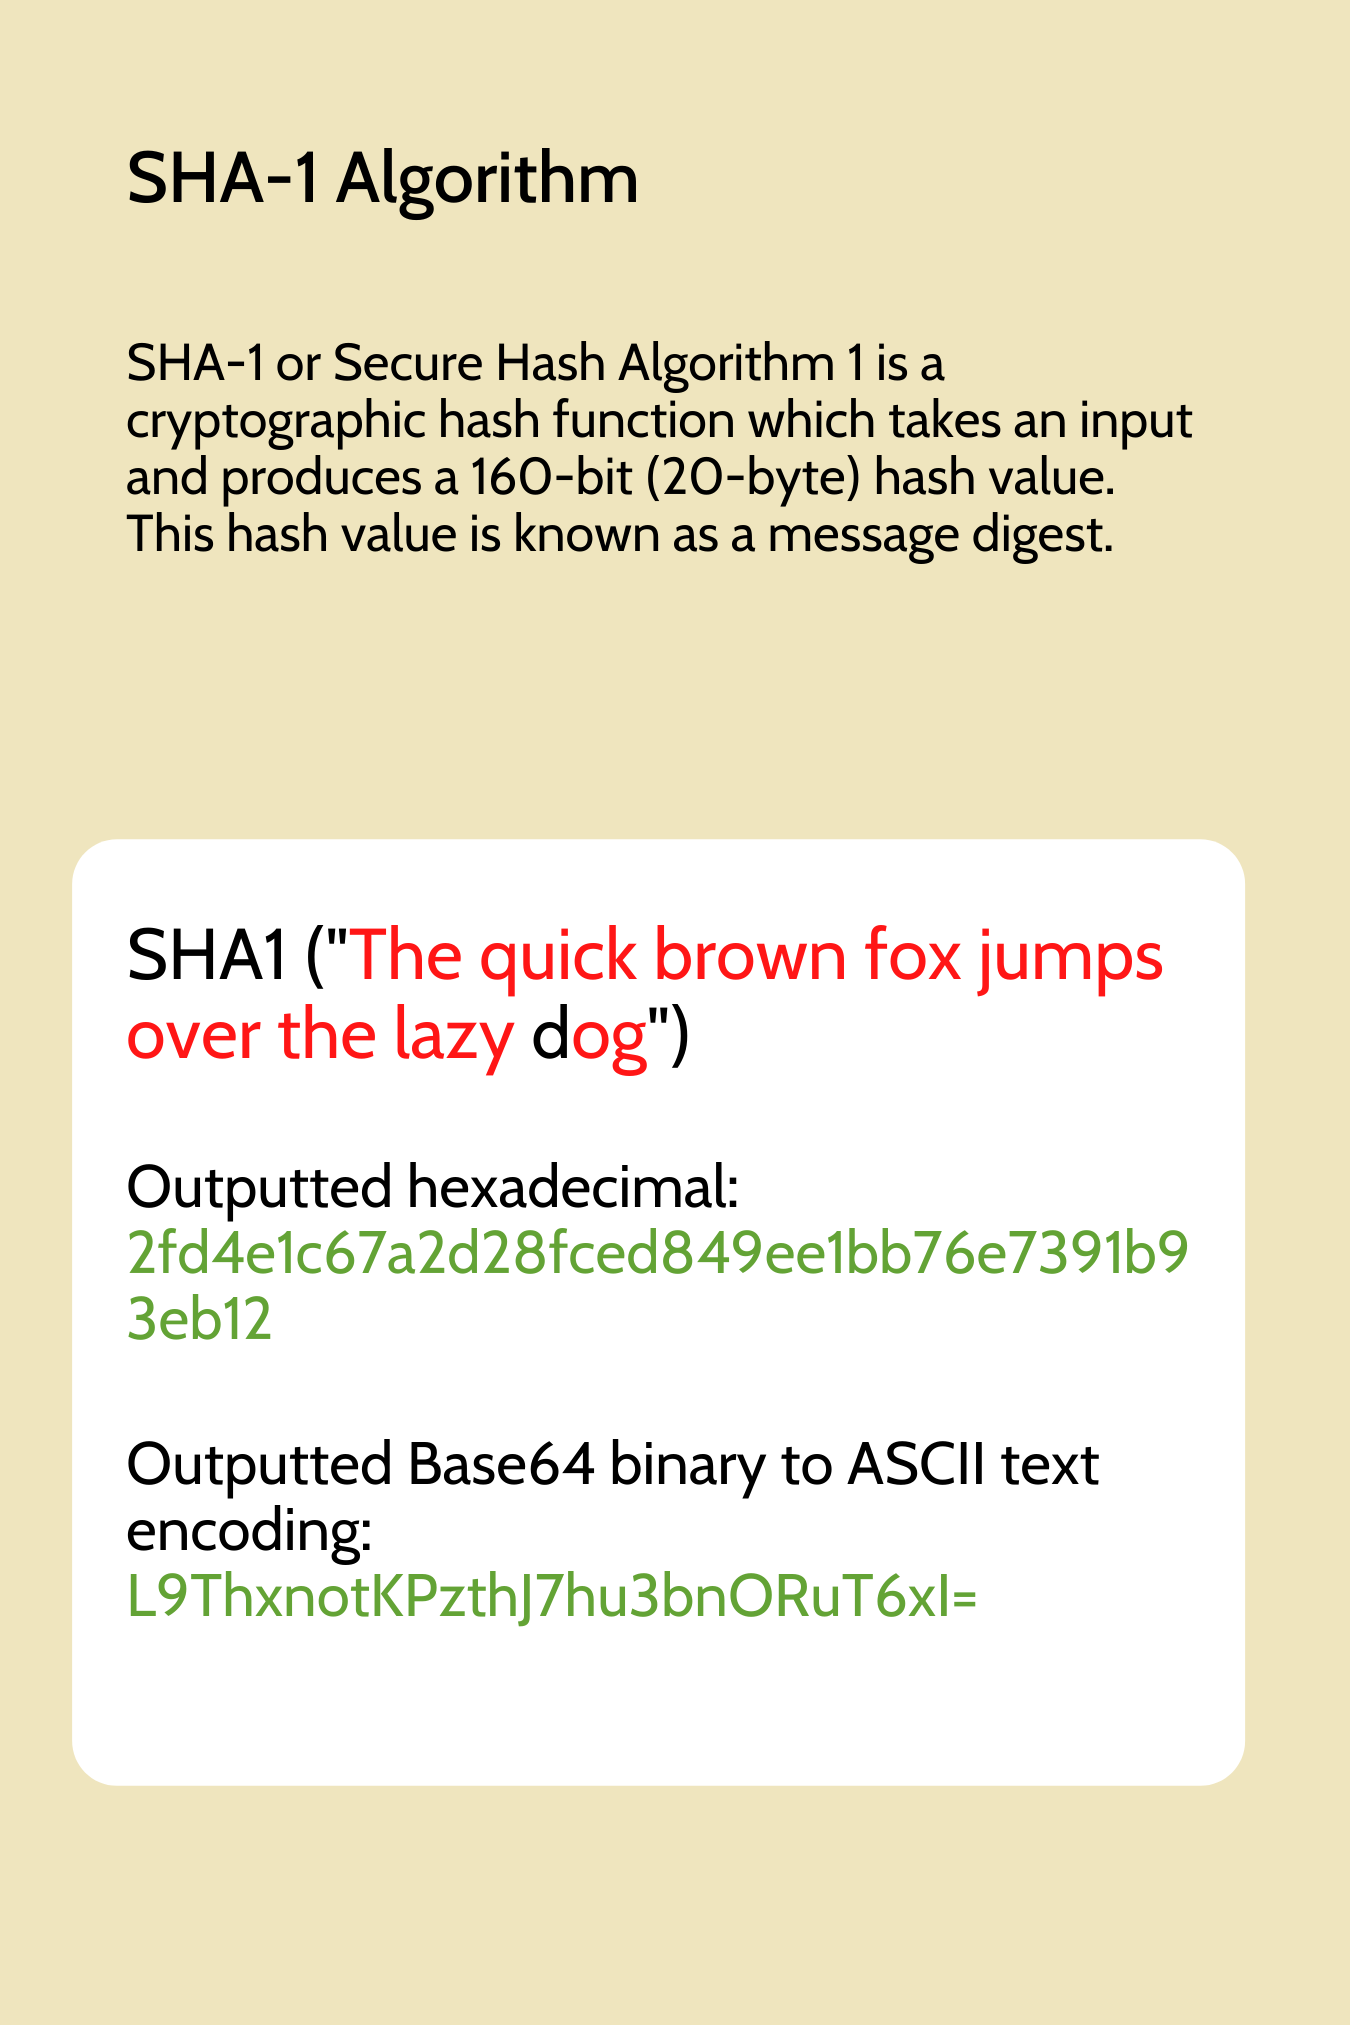 SHA-1 Algorithm
SHA-1 or Secure Hash Algorithm 1 is a
cryptographic hash function which takes an input
and produces a 160-bit (20-byte) hash value.
This hash value is known as a message digest.
SHA1 ("The quick brown fox jumps
over the lazy dog")
Outputted hexadecimal:
2fd4e1c67a2d28fced849ee1bb76e7391b9
3eb12
Outputted Base64 binary to ASCII text
encoding:
L9ThxnotKPzthJ7hu3bnORuT6xI=